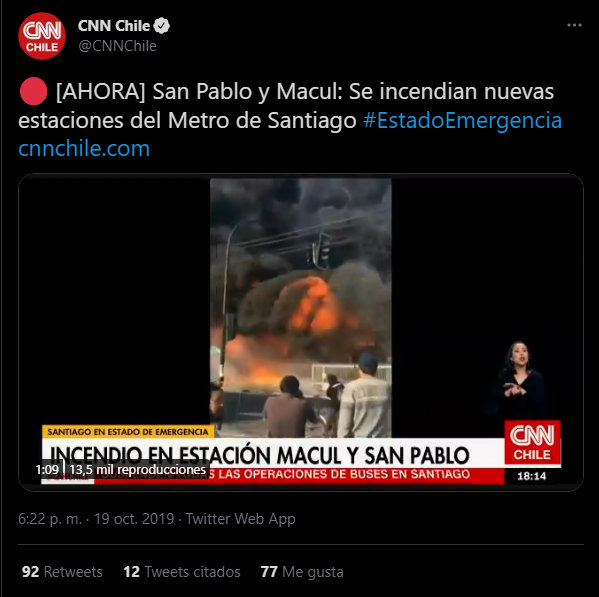 CNN
CHILE
CNN Chile
@CNNChile
[AHORA] San Pablo y Macul: Se incendian nuevas
estaciones del Metro de Santiago #EstadoEmergencia
cnnchile.com
SANTIAGO EN ESTADO DE EMERGENCIA
INCENDIO EN ESTACIÓN MACUL Y SAN PABLO
1:09 | 13,5 mil reproducciones
LAS OPERACIONES DE BUSES EN SANTIAGO
CNN
CHILE
18:14
6:22 p. m. · 19 oct. 2019 · Twitter Web App
92 Retweets 12 Tweets citados 77 Me gusta